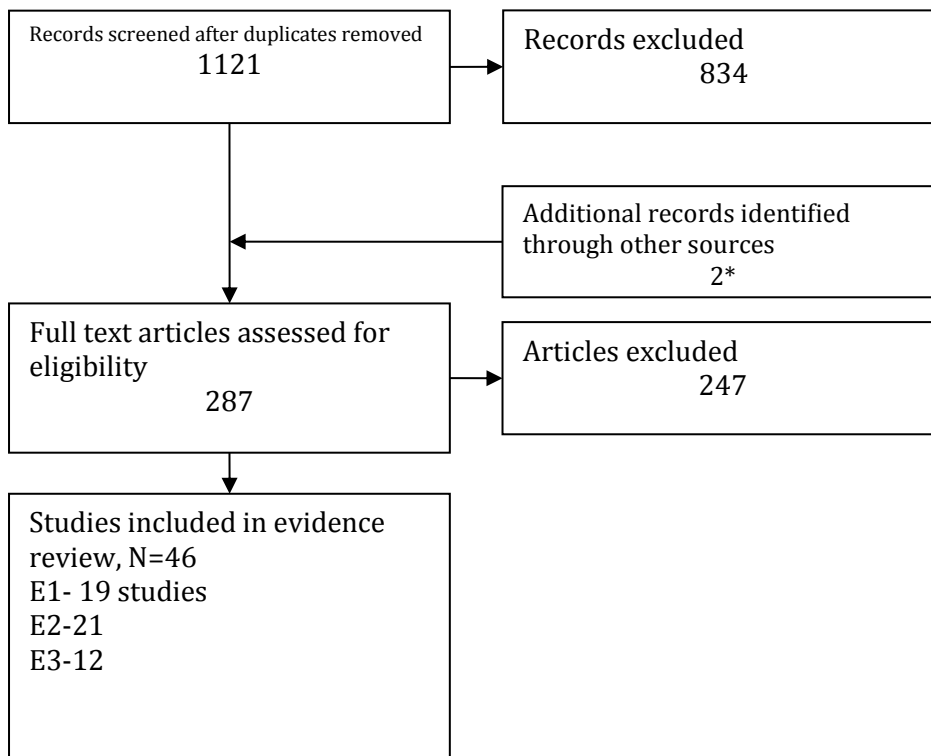 Records screened after duplicates removed
1121
Records excluded
834
Additional records identified
through other sources
2*
Full text articles assessed for
eligibility
287
Articles excluded
247
Studies included in evidence
review, N=46
E1- 19 studies
E2-21
E3-12